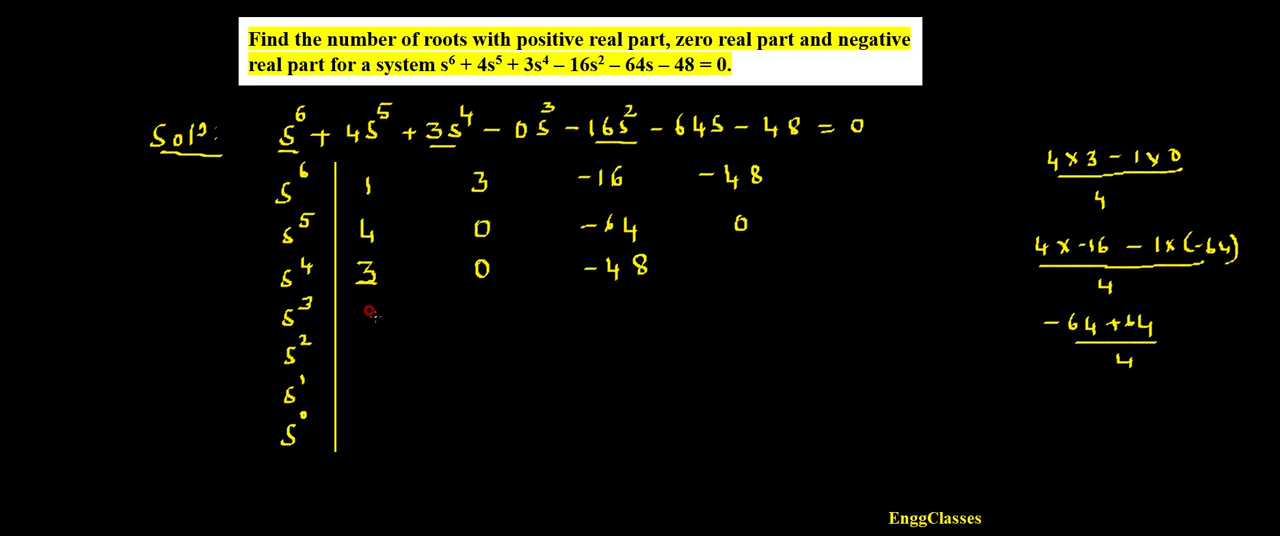 Find the number of roots with positive real part, zero real part and negative
real part for a system s⁶ + 4s⁵ + 3s⁴ – 16s² – 64s – 48 = 0.
Solⁿ: s⁶ + 4s⁵ + 3s⁴ - 0s³ - 16s² - 64s - 48 = 0
s⁶ 1 3 -16 -48
s⁵ 4 0 -64 0
s⁴ 3 0 -48
s³ 0
s²
s¹
s⁰
4 x 3 - 1 x 0
4
4 x -16 - 1 x (-64)
4
-64 + 64
4
EnggClasses